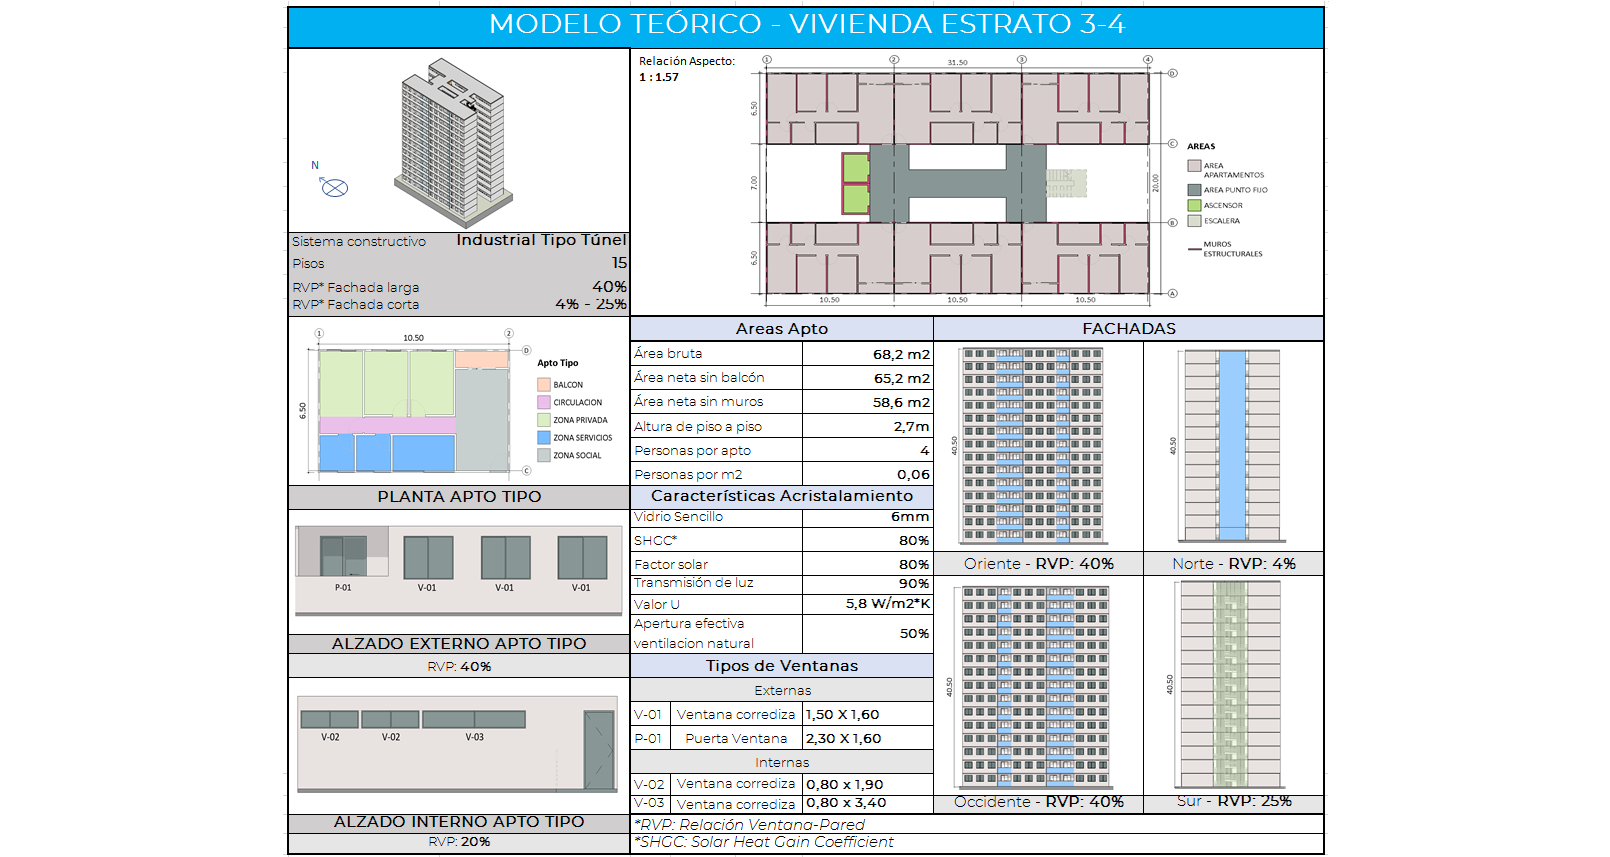 MODELO TEÓRICO - VIVIENDA ESTRATO 3-4
N
Sistema constructivo Industrial Tipo Túnel
Pisos 15
RVP* Fachada larga 40%
RVP* Fachada corta 4% - 25%
Relación Aspecto:
1 : 1.57
1 2 3 4
31.50
D
6.50
C
7.00
20.00
B
6.50
A
10.50 10.50 10.50
AREAS
AREA
APARTAMENTOS
AREA PUNTO FIJO
ASCENSOR
ESCALERA
MUROS
ESTRUCTURALES
1 2
10.50
D
6.50
C
Apto Tipo
BALCON
CIRCULACION
ZONA PRIVADA
ZONA SERVICIOS
ZONA SOCIAL
PLANTA APTO TIPO
P-01 V-01 V-01 V-01
ALZADO EXTERNO APTO TIPO
RVP: 40%
V-02 V-02 V-03
ALZADO INTERNO APTO TIPO
RVP: 20%
Areas Apto
Área bruta 68,2 m2
Área neta sin balcón 65,2 m2
Área neta sin muros 58,6 m2
Altura de piso a piso 2,7m
Personas por apto 4
Personas por m2 0,06
Características Acristalamiento
Vidrio Sencillo 6mm
SHGC* 80%
Factor solar 80%
Transmisión de luz 90%
Valor U 5,8 W/m2*K
Apertura efectiva
ventilacion natural 50%
Tipos de Ventanas
Externas
V-01 Ventana corrediza 1,50 X 1,60
P-01 Puerta Ventana 2,30 X 1,60
Internas
V-02 Ventana corrediza 0,80 x 1,90
V-03 Ventana corrediza 0,80 x 3,40
*RVP: Relación Ventana-Pared
*SHGC: Solar Heat Gain Coefficient
FACHADAS
40.50
40.50
Oriente - RVP: 40%
Norte - RVP: 4%
40.50
40.50
Occidente - RVP: 40%
Sur - RVP: 25%